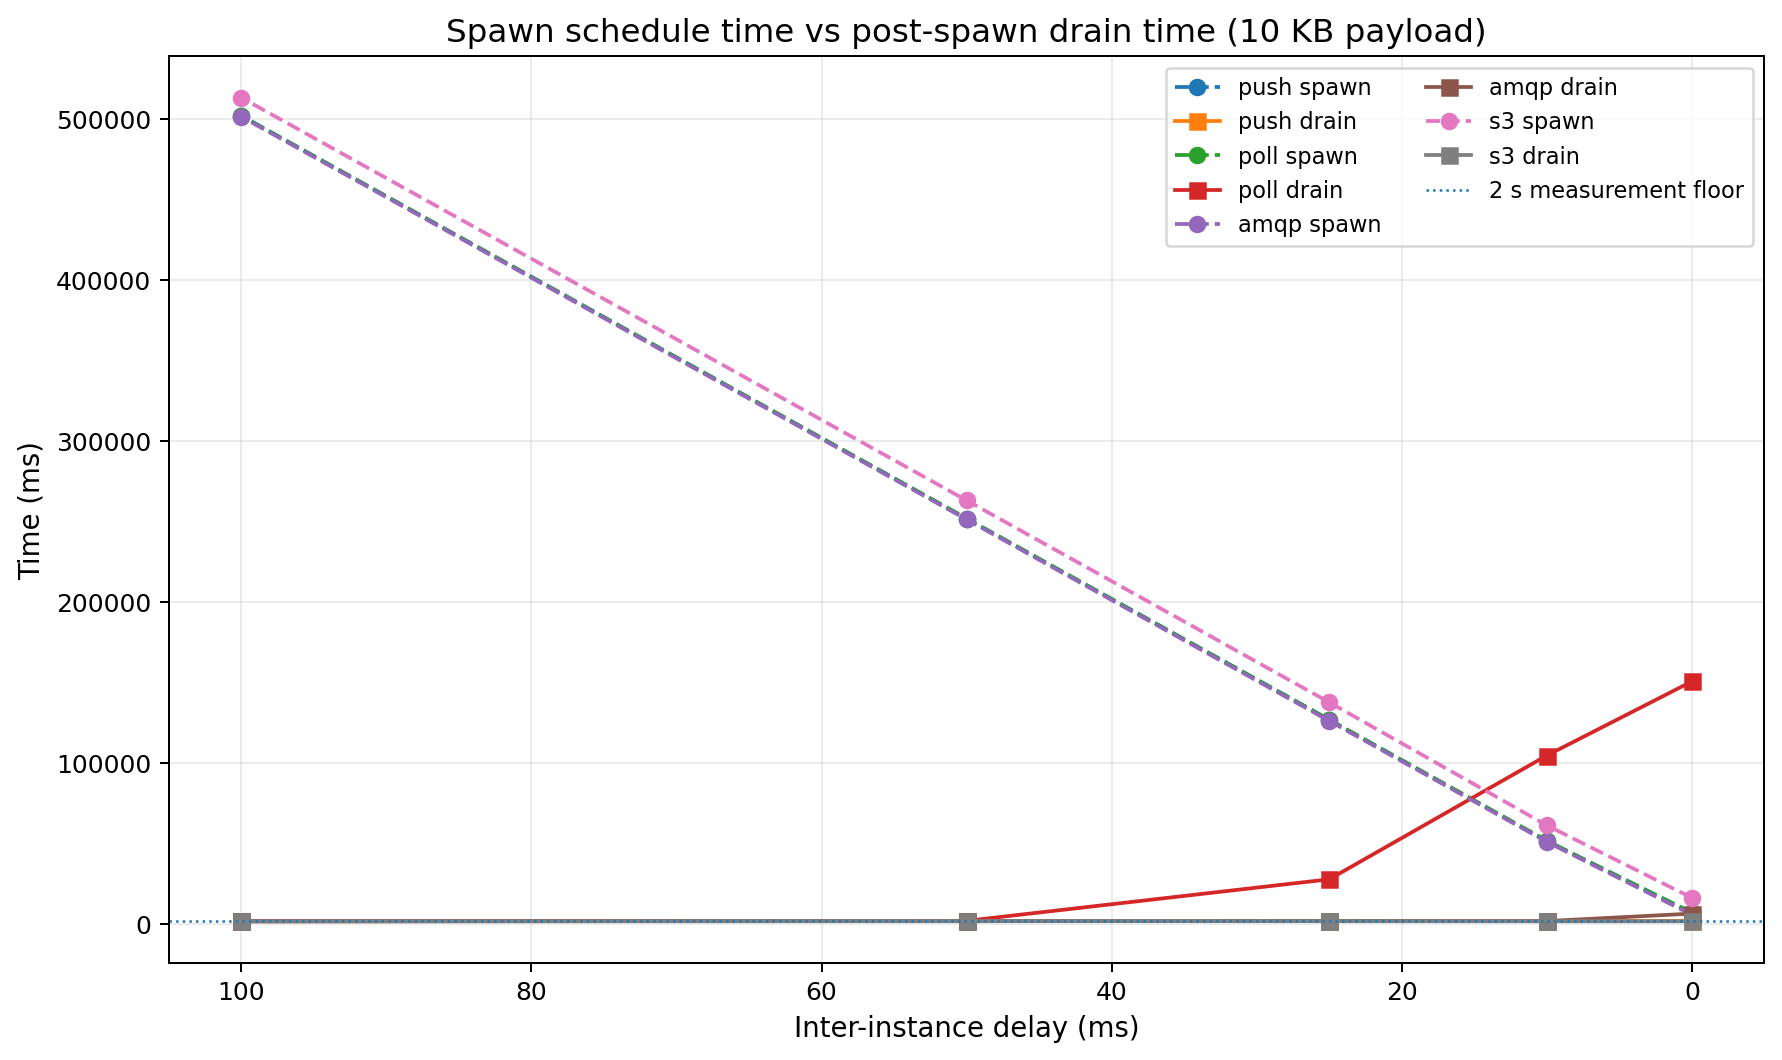 Spawn schedule time vs post-spawn drain time (10 KB payload)
push spawn
push drain
poll spawn
poll drain
amqp spawn
amqp drain
s3 spawn
s3 drain
2 s measurement floor
Time (ms)
500000
400000
300000
200000
100000
0
100
80
60
40
20
0
Inter-instance delay (ms)